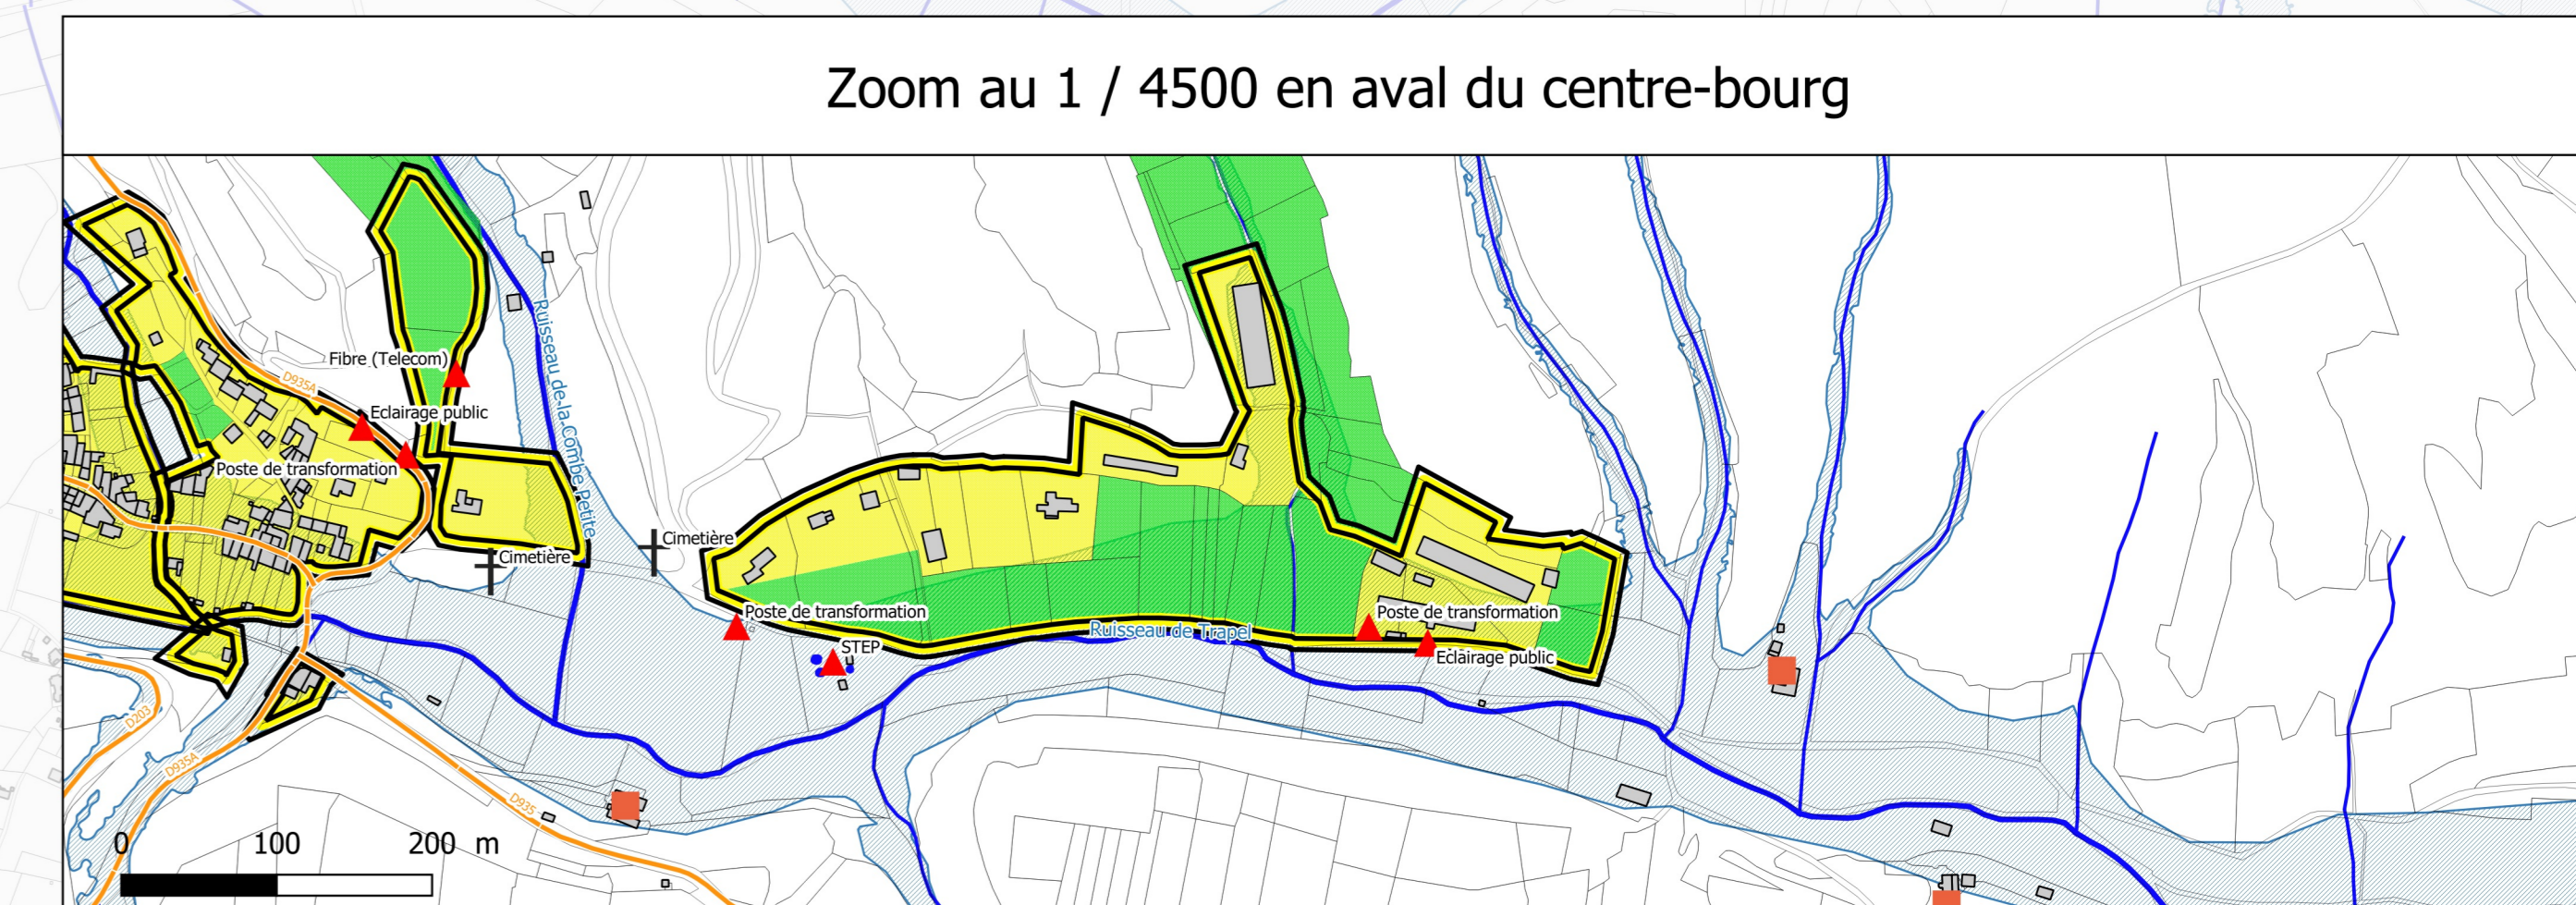 Zoom au 1 / 4500 en aval du centre-bourg
Fibre (Telecom)
D935A
Eclairage public
Poste de transformation
Ruisseau de la Combe Petite
Cimetière
Cimetière
Poste de transformation
STEP
Ruisseau de Trapel
Poste de transformation
Eclairage public
D203
D935A
D935
0 100 200 m